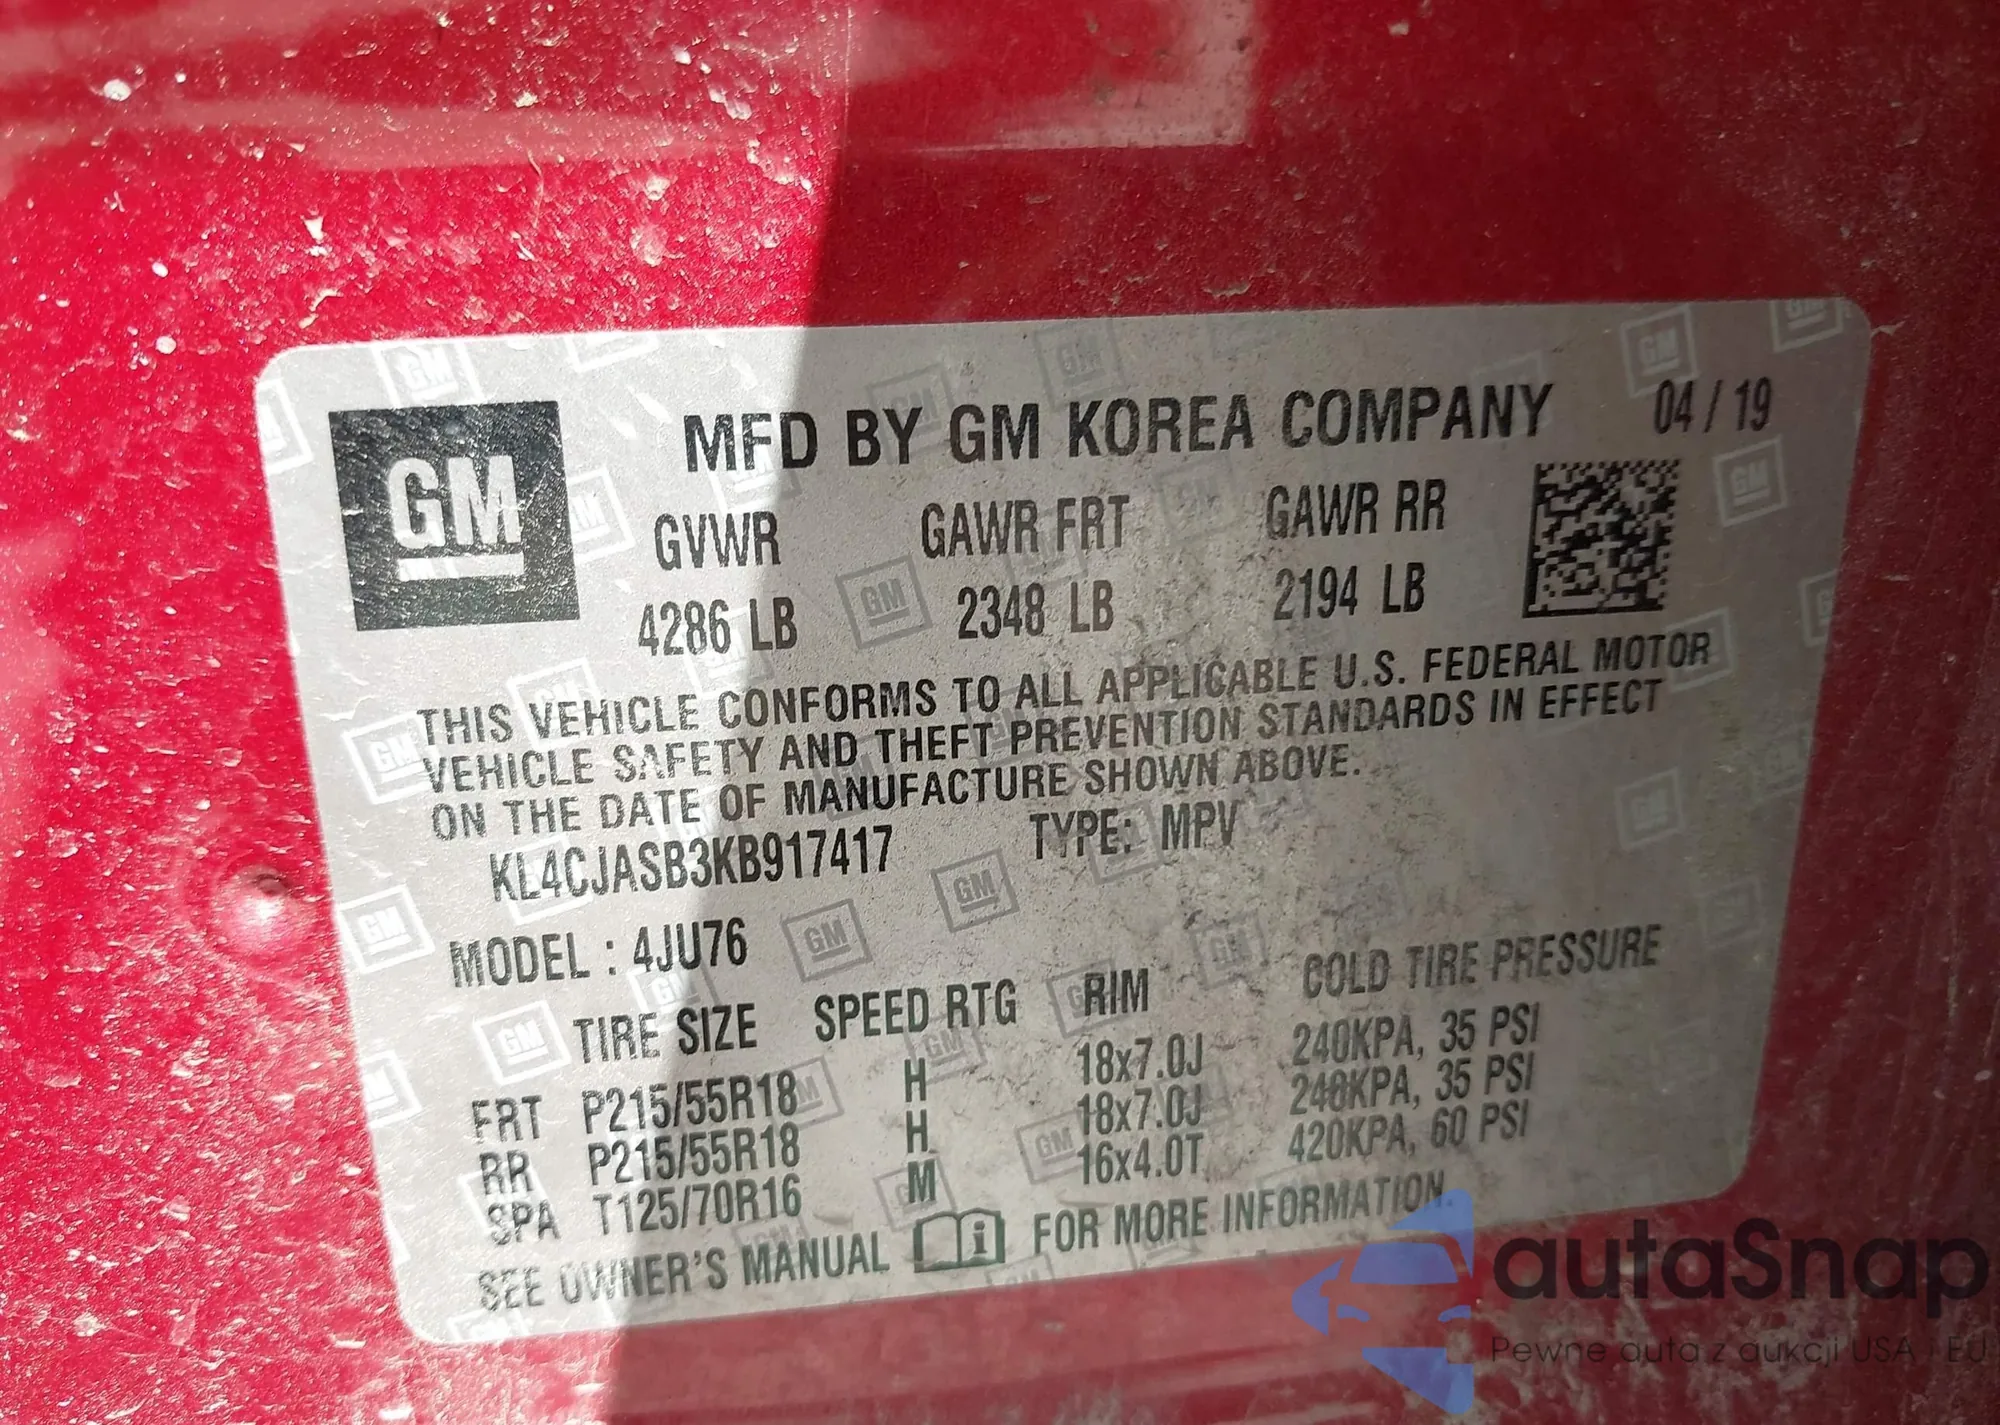 GM
MFD BY GM KOREA COMPANY 04 / 19
GVWR GAWR FRT GAWR RR
4286 LB 2348 LB 2194 LB
THIS VEHICLE CONFORMS TO ALL APPLICABLE U.S. FEDERAL MOTOR
VEHICLE SAFETY AND THEFT PREVENTION STANDARDS IN EFFECT
ON THE DATE OF MANUFACTURE SHOWN ABOVE.
KL4CJASB3KB917417 TYPE: MPV
MODEL : 4JU76
TIRE SIZE SPEED RTG RIM COLD TIRE PRESSURE
FRT P215/55R18 H 18x7.0J 240KPA, 35 PSI
RR P215/55R18 H 18x7.0J 240KPA, 35 PSI
SPA T125/70R16 M 16x4.0T 420KPA, 60 PSI
SEE OWNER'S MANUAL i FOR MORE INFORMATION.
autaSnap
Pewne auta z aukcji USA i EU